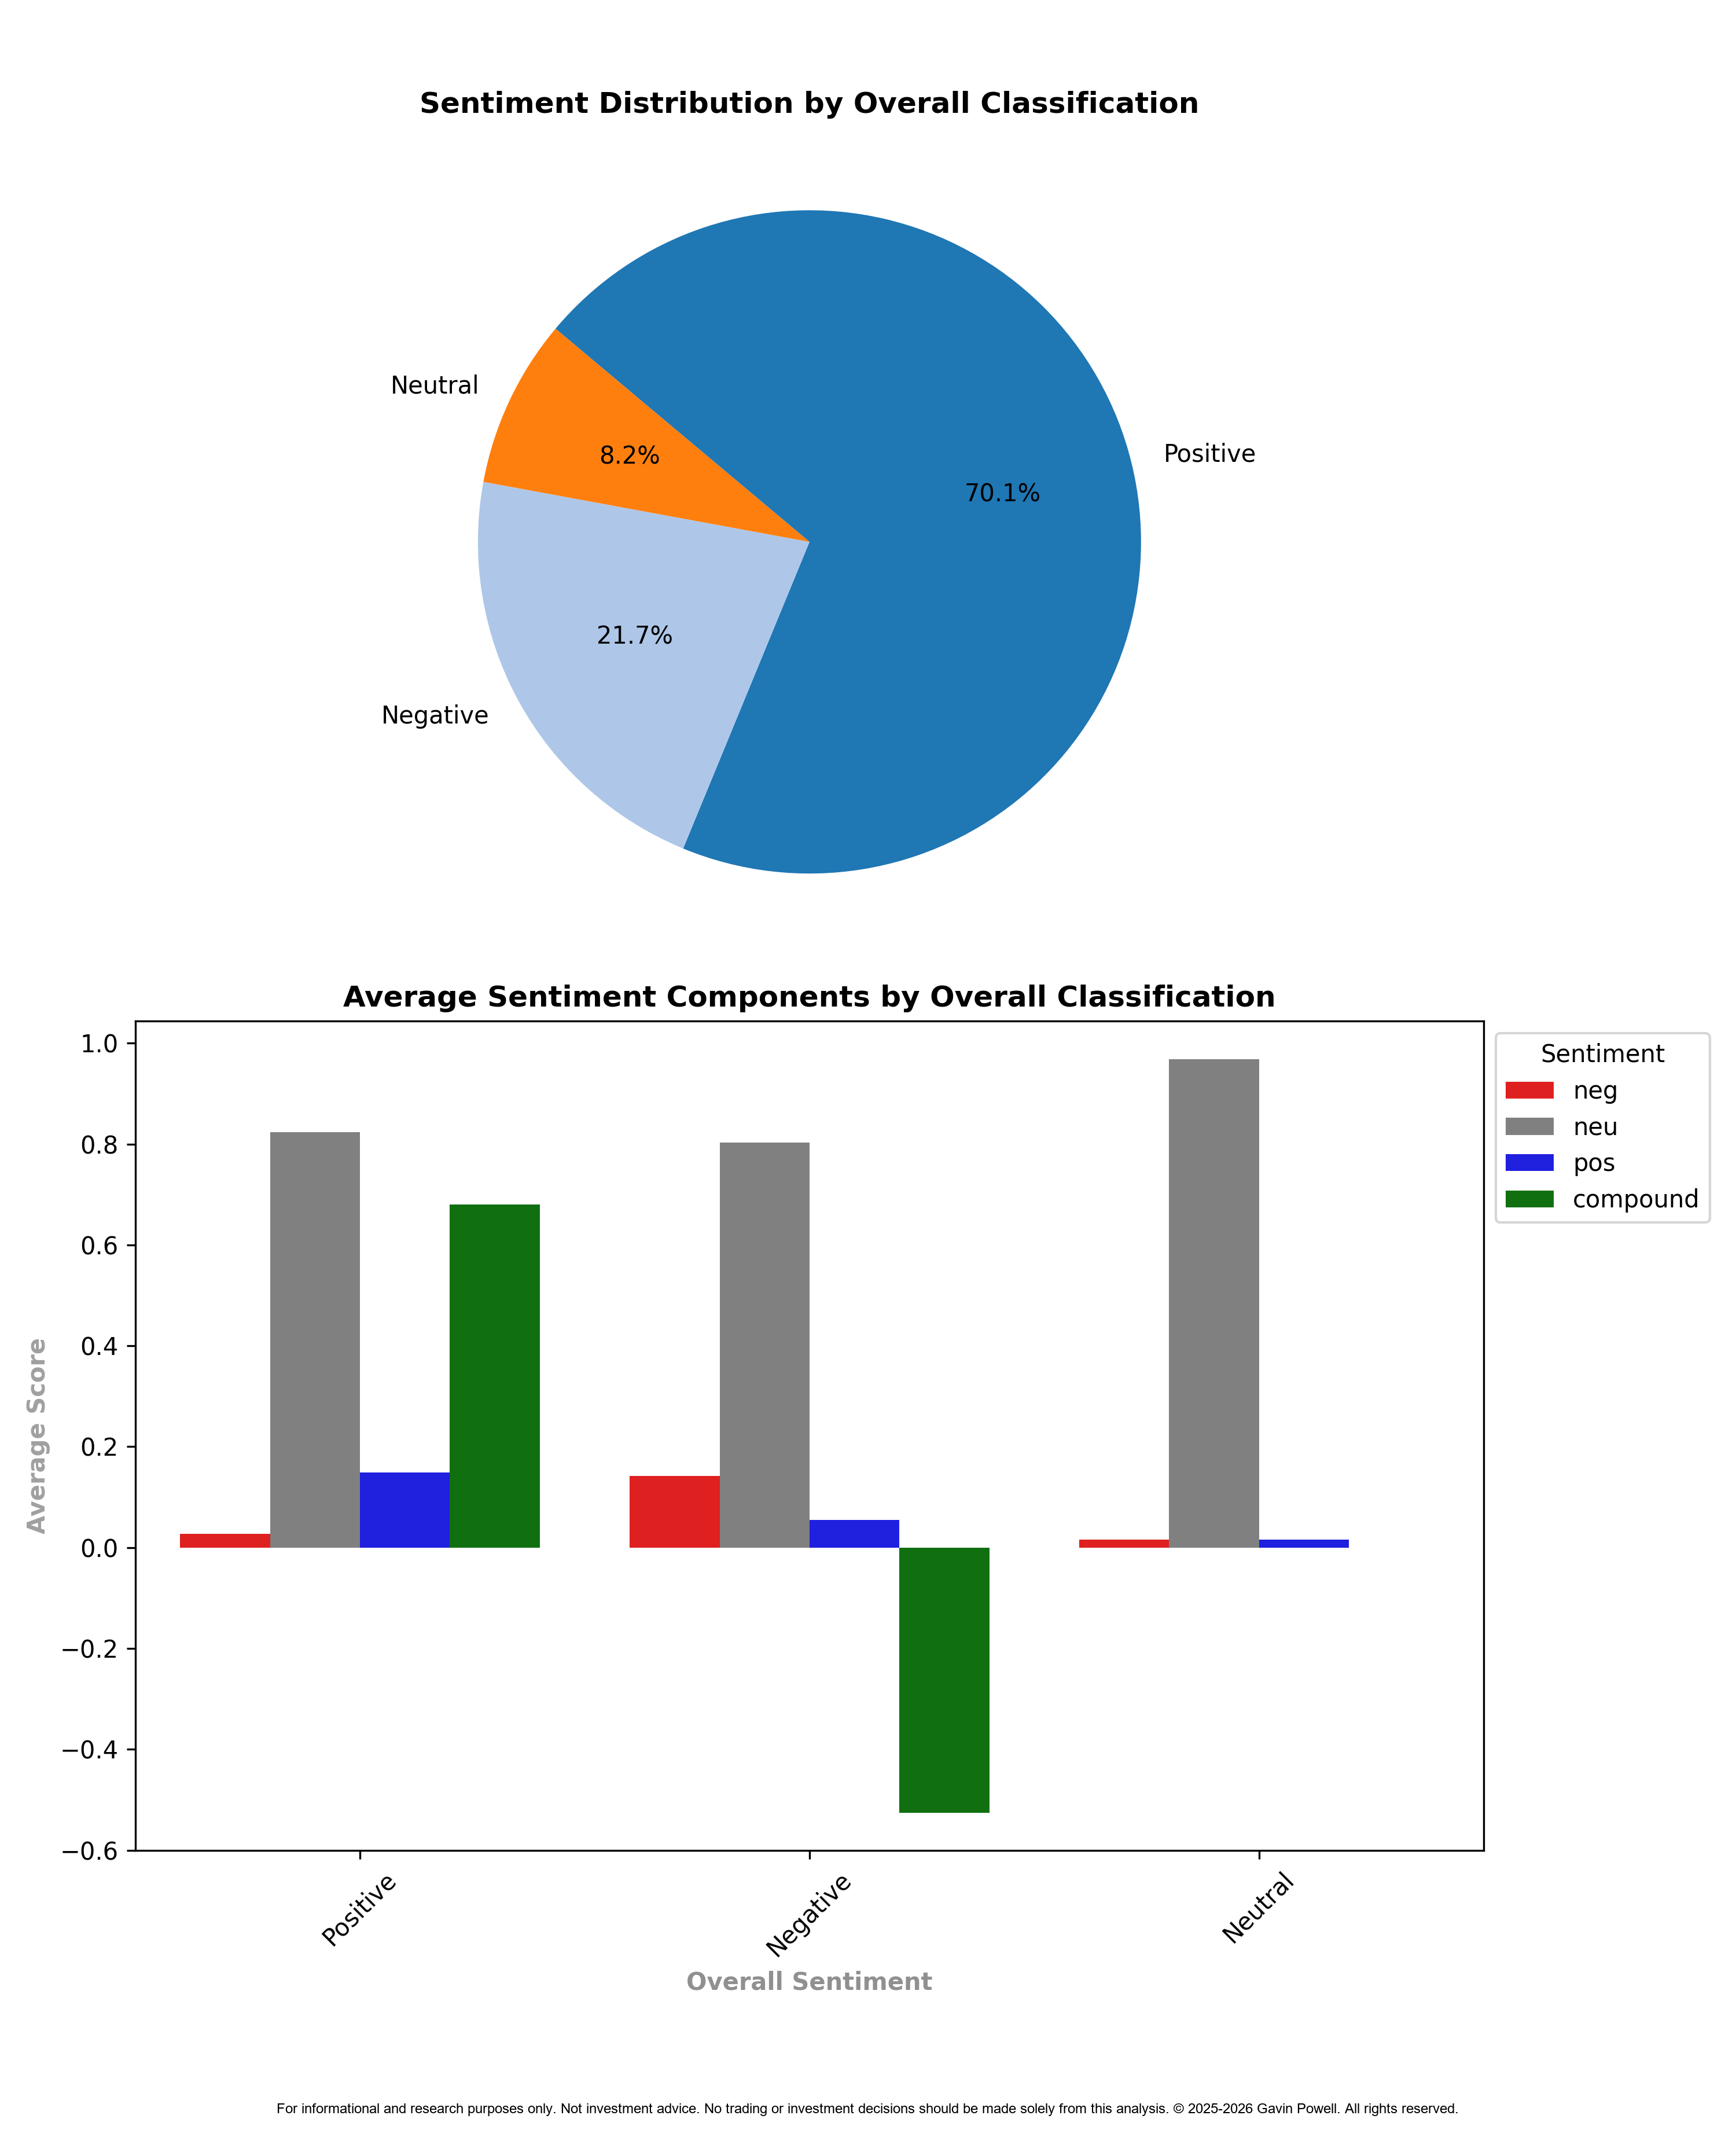 Sentiment Distribution by Overall Classification
Neutral
8.2%
Positive
70.1%
21.7%
Negative
Average Sentiment Components by Overall Classification
1.0
0.8
0.6
0.4
0.2
0.0
−0.2
−0.4
−0.6
Average Score
Sentiment
neg
neu
pos
compound
Positive
Negative
Neutral
Overall Sentiment
For informational and research purposes only. Not investment advice. No trading or investment decisions should be made solely from this analysis. © 2025-2026 Gavin Powell. All rights reserved.